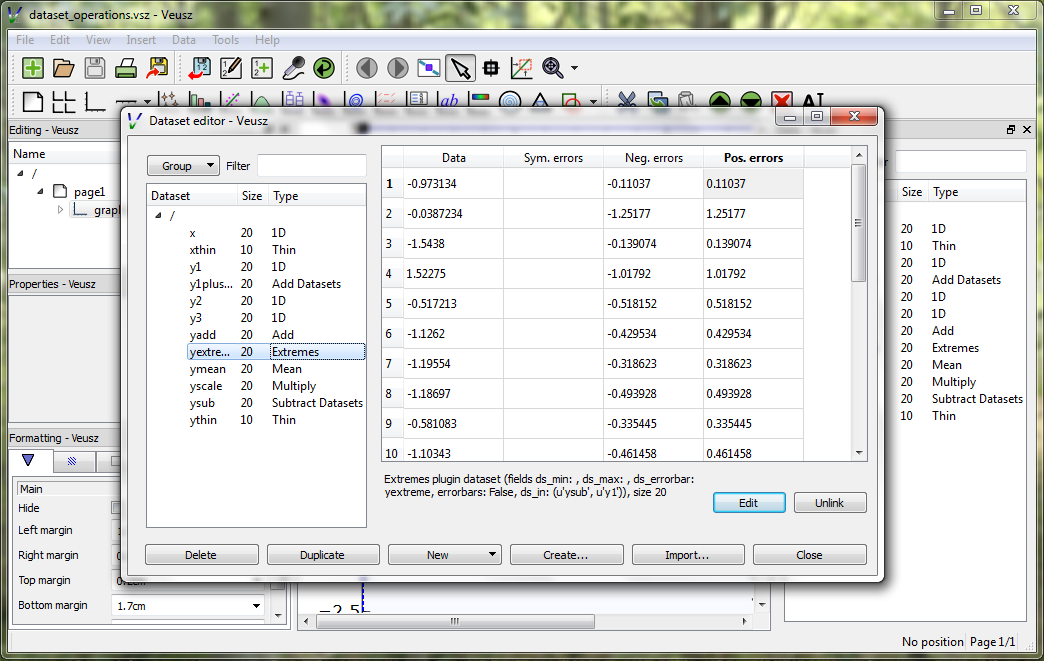 dataset_operations.vsz - Veusz
File Edit View Insert Data Tools Help
Editing - Veusz
Name
/
page1
grap
Properties - Veusz
Formatting - Veusz
Main
Hide
Left margin
Right margin
Top margin
Bottom margin 1.7cm
Dataset editor - Veusz
Group Filter
Dataset Size Type
/
x 20 1D
xthin 10 Thin
y1 20 1D
y1plus... 20 Add Datasets
y2 20 1D
y3 20 1D
yadd 20 Add
yextre... 20 Extremes
ymean 20 Mean
yscale 20 Multiply
ysub 20 Subtract Datasets
ythin 10 Thin
Data Sym. errors Neg. errors Pos. errors
1 -0.973134 -0.11037 0.11037
2 -0.0387234 -1.25177 1.25177
3 -1.5438 -0.139074 0.139074
4 1.52275 -1.01792 1.01792
5 -0.517213 -0.518152 0.518152
6 -1.1262 -0.429534 0.429534
7 -1.19554 -0.318623 0.318623
8 -1.18697 -0.493928 0.493928
9 -0.581083 -0.335445 0.335445
10 -1.10343 -0.461458 0.461458
Extremes plugin dataset (fields ds_min: , ds_max: , ds_errorbar:
yextreme, errorbars: False, ds_in: (u'ysub', u'y1')), size 20
Edit Unlink
Delete Duplicate New Create... Import... Close
Size Type
20 1D
10 Thin
20 1D
20 Add Datasets
20 1D
20 1D
20 Add
20 Extremes
20 Mean
20 Multiply
20 Subtract Datasets
10 Thin
-2.5
No position Page 1/1